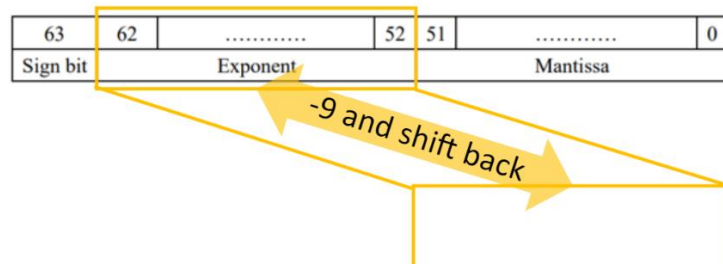 63 62 ………… 52 51 ………… 0
Sign bit Exponent Mantissa
-9 and shift back